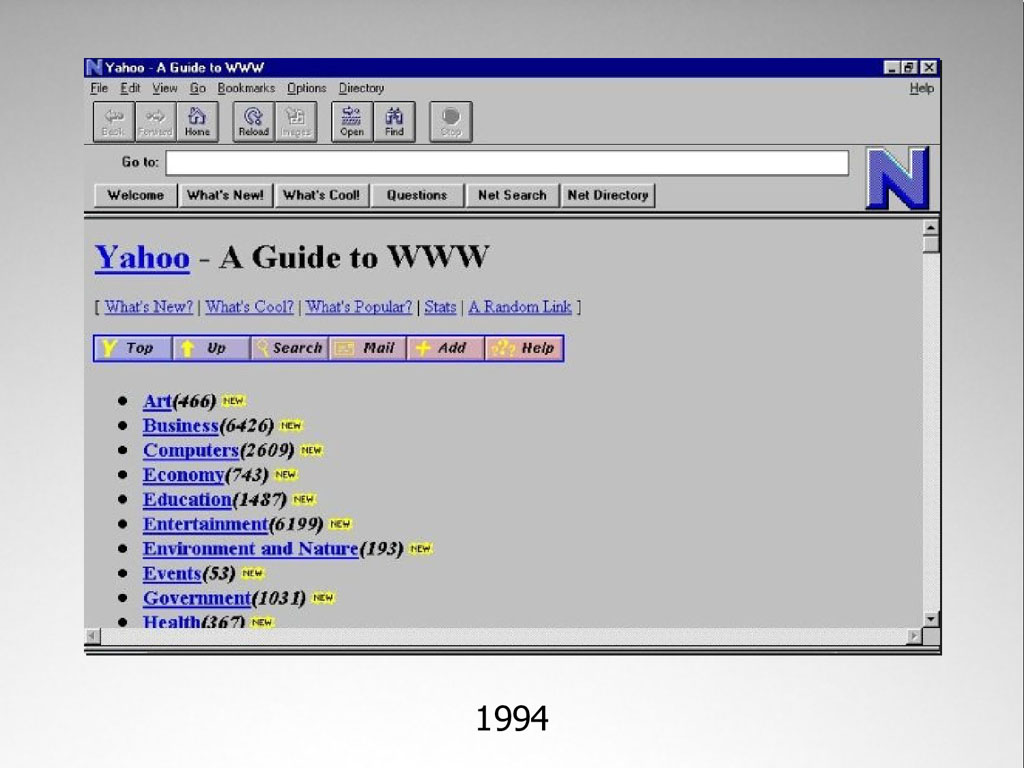 Yahoo - A Guide to WWW
File Edit View Go Bookmarks Options Directory Help
Back Forward Home Reload Images Open Find Stop
Go to:
N
Welcome What's New! What's Cool! Questions Net Search Net Directory
Yahoo - A Guide to WWW
[ What's New? | What's Cool? | What's Popular? | Stats | A Random Link ]
Top Up Search Mail Add Help
Art(466) NEW
Business(6426) NEW
Computers(2609) NEW
Economy(743) NEW
Education(1487) NEW
Entertainment(6199) NEW
Environment and Nature(193) NEW
Events(53) NEW
Government(1031) NEW
Health(367) NEW
1994